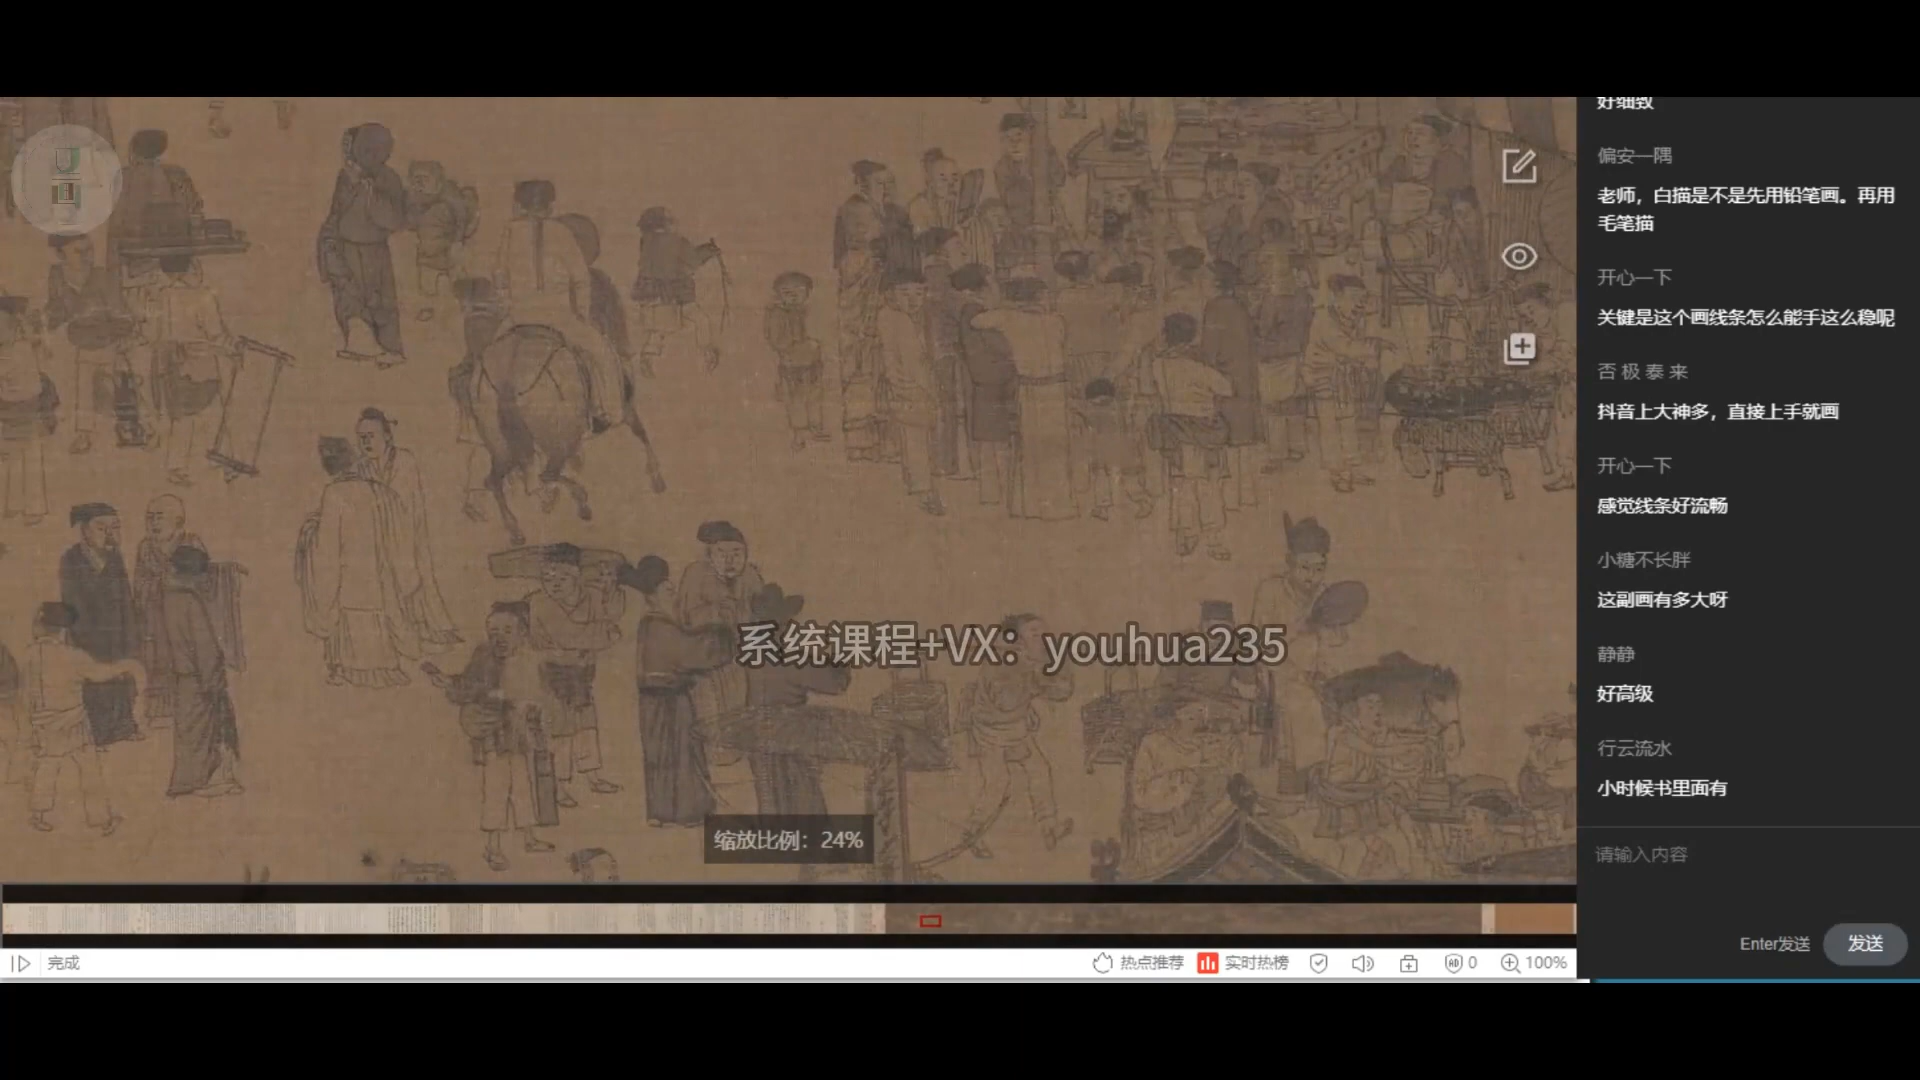 好细致
偏安一隅
老师，白描是不是先用铅笔画。再用
毛笔描
开心一下
关键是这个画线条怎么能手这么稳呢
否 极 泰 来
抖音上大神多，直接上手就画
开心一下
感觉线条好流畅
小糖不长胖
这副画有多大呀
静静
好高级
行云流水
小时候书里面有
请输入内容
Enter发送
发送
系统课程+VX：youhua235
缩放比例：24%
完成
热点推荐
实时热榜
AD 0
100%